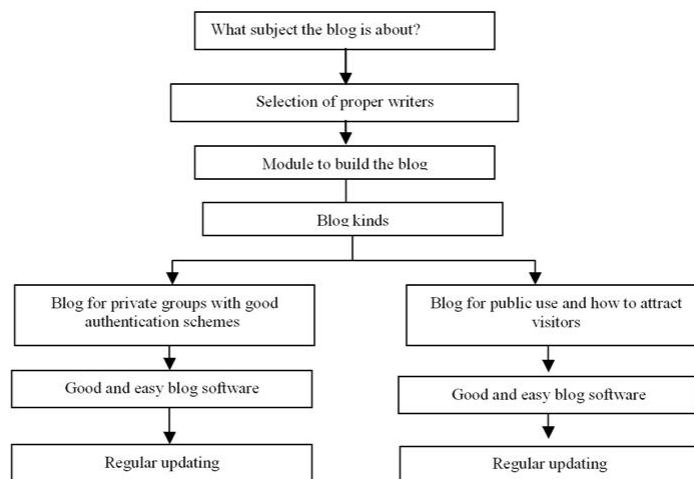 What subject the blog is about?
Selection of proper writers
Module to build the blog
Blog kinds
Blog for private groups with good
authentication schemes
Blog for public use and how to attract
visitors
Good and easy blog software
Good and easy blog software
Regular updating
Regular updating